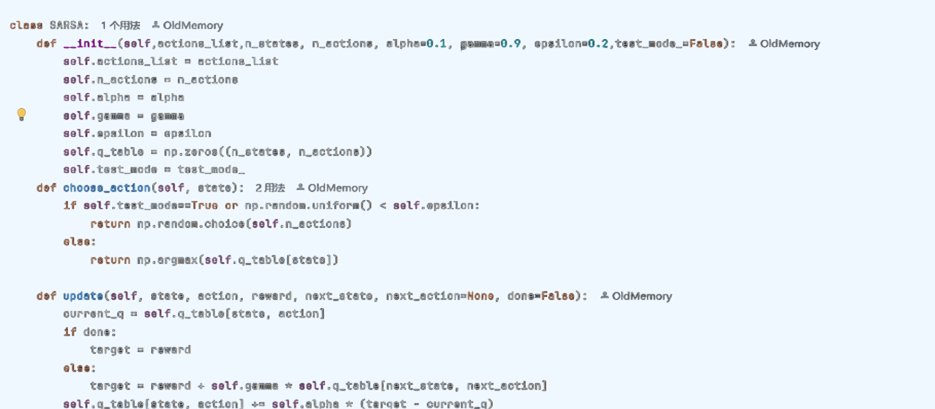 class SARSA: 1 个用法 OldMemory
    def __init__(self,actions_list,n_states, n_actions, alpha=0.1, gamma=0.9, epsilon=0.2,test_mode_=False): OldMemory
        self.actions_list = actions_list
        self.n_actions = n_actions
        self.alpha = alpha
        self.gamma = gamma
        self.epsilon = epsilon
        self.q_table = np.zeros((n_states, n_actions))
        self.test_mode = test_mode_
    def choose_action(self, state): 2 用法 OldMemory
        if self.test_mode==True or np.random.uniform() < self.epsilon:
            return np.random.choice(self.n_actions)
        else:
            return np.argmax(self.q_table[state])
    def update(self, state, action, reward, next_state, next_action=None, done=False): OldMemory
        current_q = self.q_table[state, action]
        if done:
            target = reward
        else:
            target = reward + self.gamma * self.q_table[next_state, next_action]
        self.q_table[state, action] += self.alpha * (target - current_q)